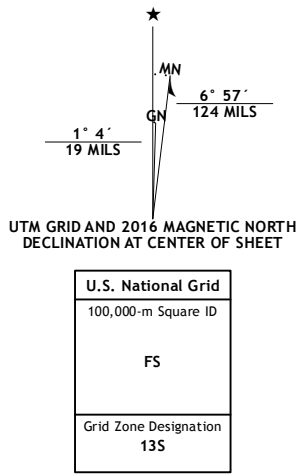 ★
MN
6° 57´
124 MILS
GN
1° 4´
19 MILS
UTM GRID AND 2016 MAGNETIC NORTH
DECLINATION AT CENTER OF SHEET
U.S. National Grid
100,000-m Square ID
FS
Grid Zone Designation
13S